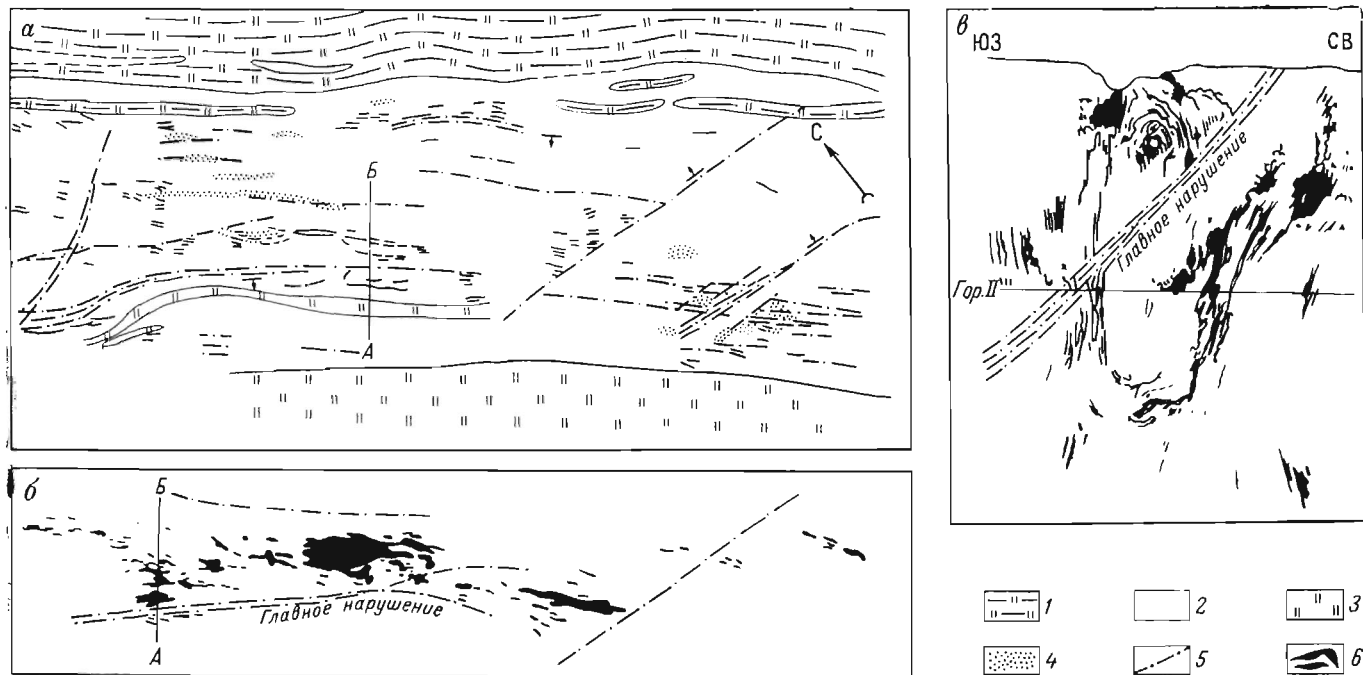 а
С
Б
А
б
Б
Главное нарушение
А
в
ЮЗ СВ
Главное нарушение
Гор. II
1 2 3
4 5 6